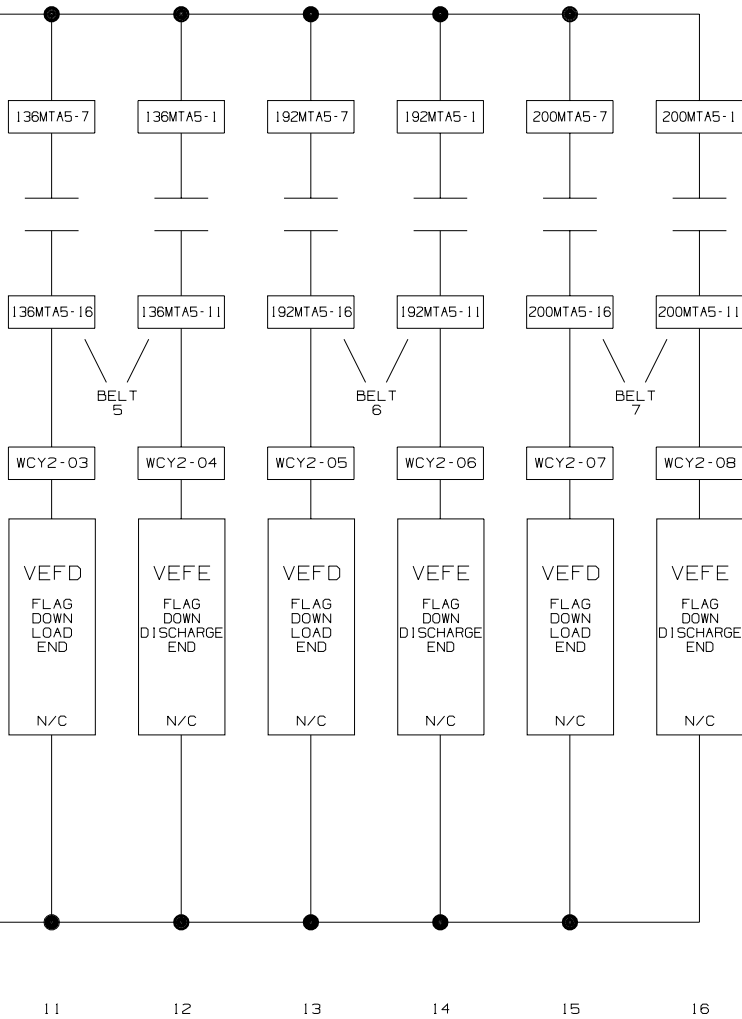 136MTA5-7 136MTA5-1 192MTA5-7 192MTA5-1 200MTA5-7 200MTA5-1
136MTA5-16 136MTA5-11 192MTA5-16 192MTA5-11 200MTA5-16 200MTA5-11
BELT BELT BELT
5 6 7
WCY2-03 WCY2-04 WCY2-05 WCY2-06 WCY2-07 WCY2-08
VEFD VEFE VEFD VEFE VEFD VEFE
FLAG FLAG FLAG FLAG FLAG FLAG
DOWN DOWN DOWN DOWN DOWN DOWN
LOAD DISCHARGE LOAD DISCHARGE LOAD DISCHARGE
END END END END END END
N/C N/C N/C N/C N/C N/C
11 12 13 14 15 16